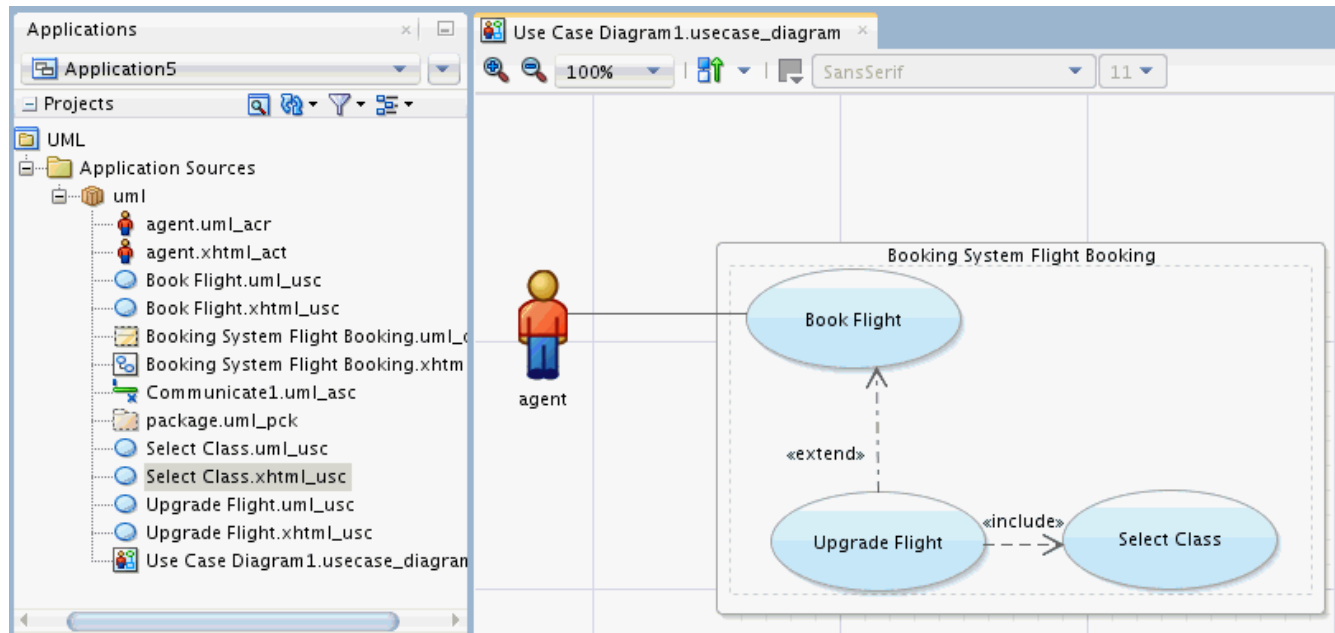 Applications
Application5
Projects
UML
Application Sources
uml
agent.uml_acr
agent.xhtml_act
Book Flight.uml_usc
Book Flight.xhtml_usc
Booking System Flight Booking.uml_
Booking System Flight Booking.xhtm
Communicate1.uml_asc
package.uml_pck
Select Class.uml_usc
Select Class.xhtml_usc
Upgrade Flight.uml_usc
Upgrade Flight.xhtml_usc
Use Case Diagram1.usecase_diagran
Use Case Diagram1.usecase_diagram
100% SansSerif 11
Booking System Flight Booking
Book Flight
agent
«extend»
«include»
Upgrade Flight
Select Class